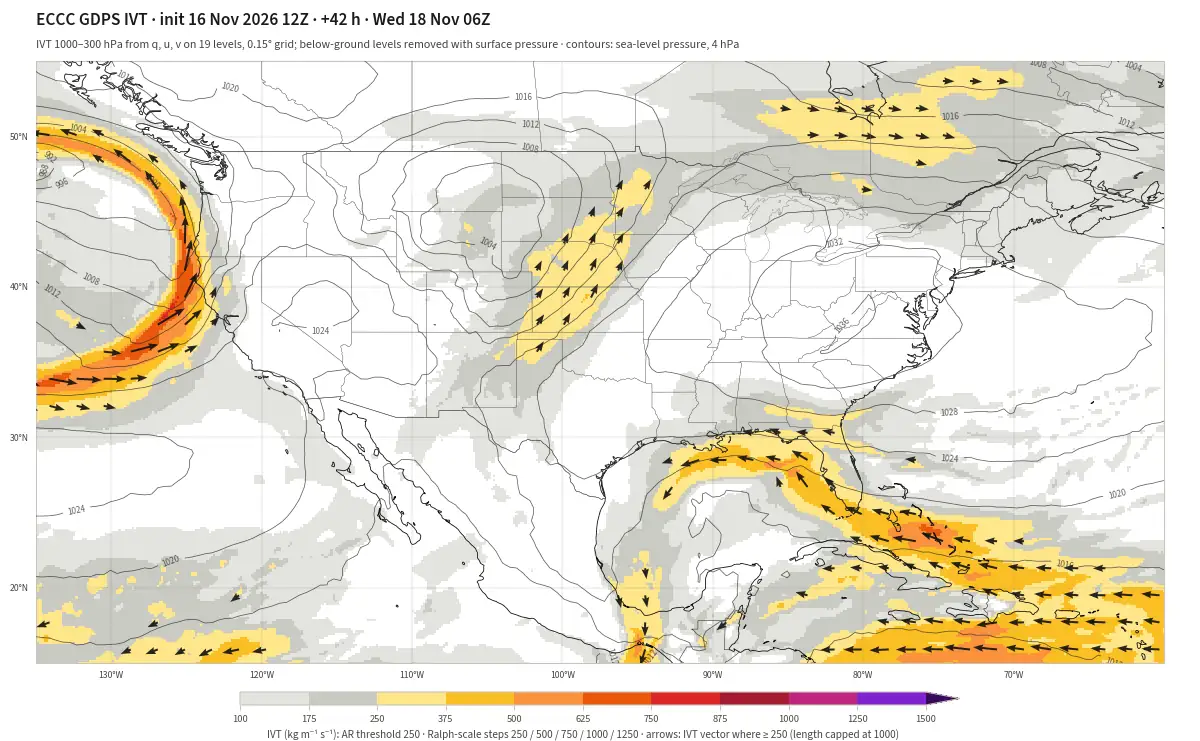 ECCC GDPS IVT · init 16 Nov 2026 12Z · +42 h · Wed 18 Nov 06Z
IVT 1000–300 hPa from q, u, v on 19 levels, 0.15° grid; below-ground levels removed with surface pressure · contours: sea-level pressure, 4 hPa
1008
1004
1020
1016
1012
1016
1012
50°N
1004
1008
992
988
996
1004
1032
1008
1012
40°N
1024
1036
1028
30°N
1024
1020
1024
1020
1016
20°N
130°W 120°W 110°W 100°W 90°W 80°W 70°W
100 175 250 375 500 625 750 875 1000 1250 1500
IVT (kg m⁻¹ s⁻¹): AR threshold 250 · Ralph-scale steps 250 / 500 / 750 / 1000 / 1250 · arrows: IVT vector where ≥ 250 (length capped at 1000)